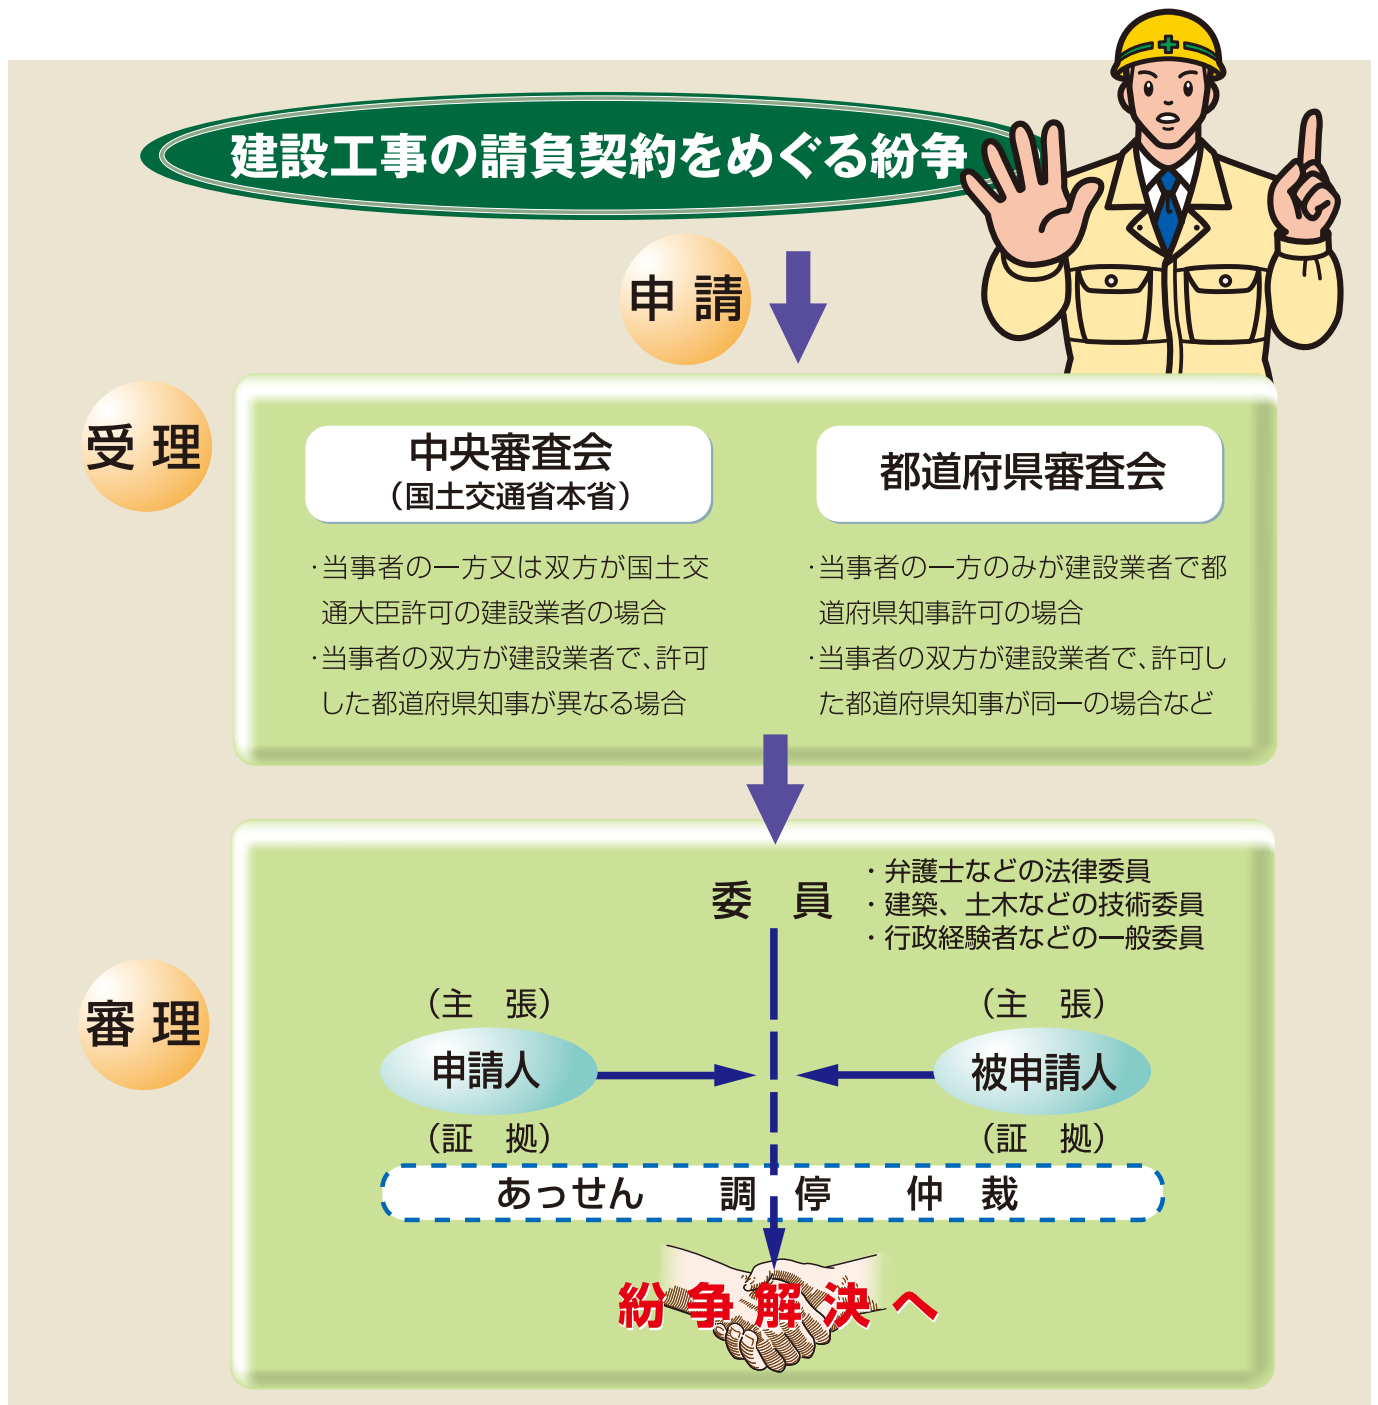 建設工事の請負契約をめぐる紛争
申 請
受 理
中央審査会
（国土交通省本省）
・当事者の一方又は双方が国土交
通大臣許可の建設業者の場合
・当事者の双方が建設業者で、許可
した都道府県知事が異なる場合
都道府県審査会
・当事者の一方のみが建設業者で都
道府県知事許可の場合
・当事者の双方が建設業者で、許可し
た都道府県知事が同一の場合など
審 理
委 員
・弁護士などの法律委員
・建築、土木などの技術委員
・行政経験者などの一般委員
（主 張）
申請人
（証 拠）
（主 張）
被申請人
（証 拠）
あっせん 調 停 仲 裁
紛 争 解 決 へ